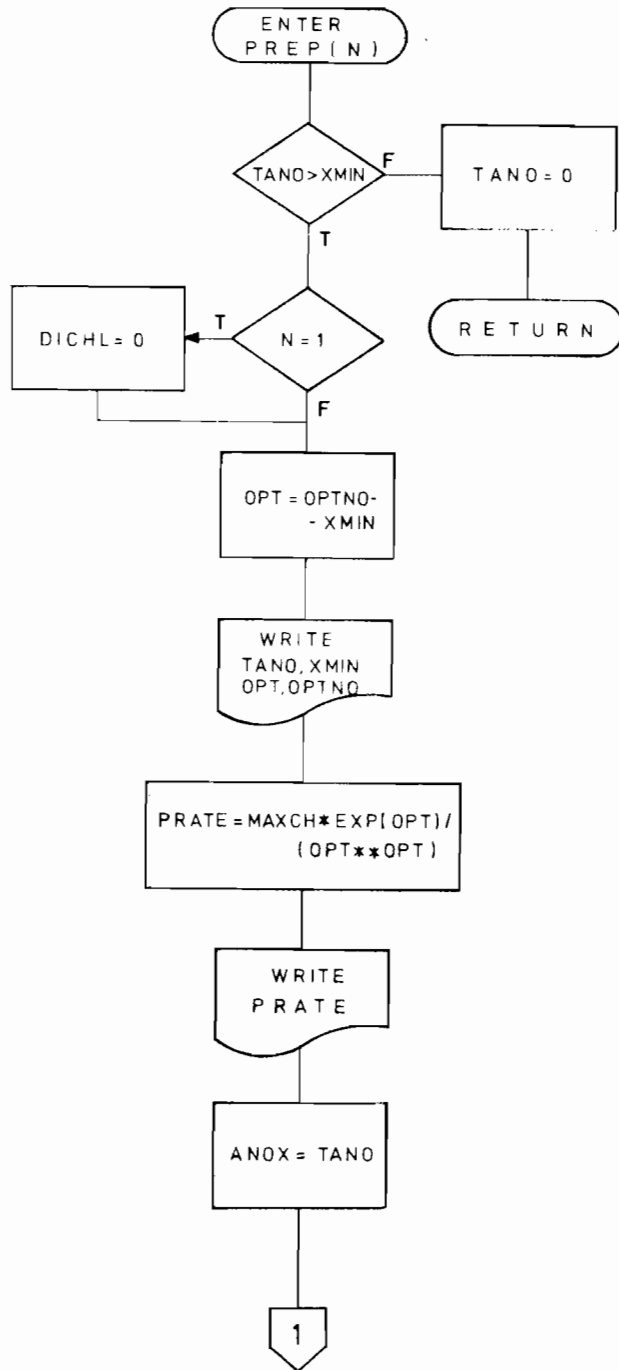 ENTER
PREP(N)
TANO>XMIN
F
TANO=0
T
RETURN
DICHL=0
T
N=1
F
OPT=OPTNO-
-XMIN
WRITE
TANO,XMIN
OPT,OPTNO
PRATE=MAXCH*EXP(OPT)/
(OPT**OPT)
WRITE
PRATE
ANOX=TANO
1